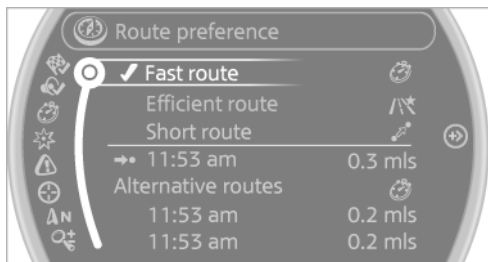 Route preference
Fast route
Efficient route
Short route
11:53 am 0.3 mls
Alternative routes
11:53 am 0.2 mls
11:53 am 0.2 mls
N